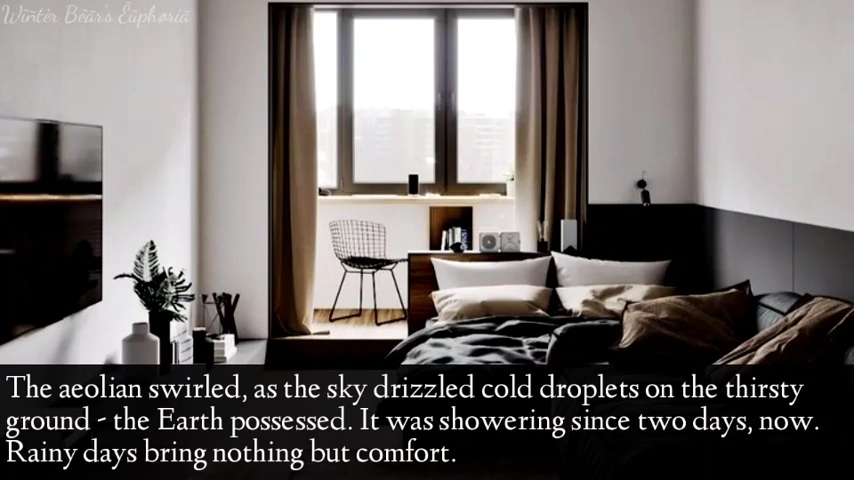 Winter Bear's Euphoria
The aeolian swirled, as the sky drizzled cold droplets on the thirsty
ground - the Earth possessed. It was showering since two days, now.
Rainy days bring nothing but comfort.